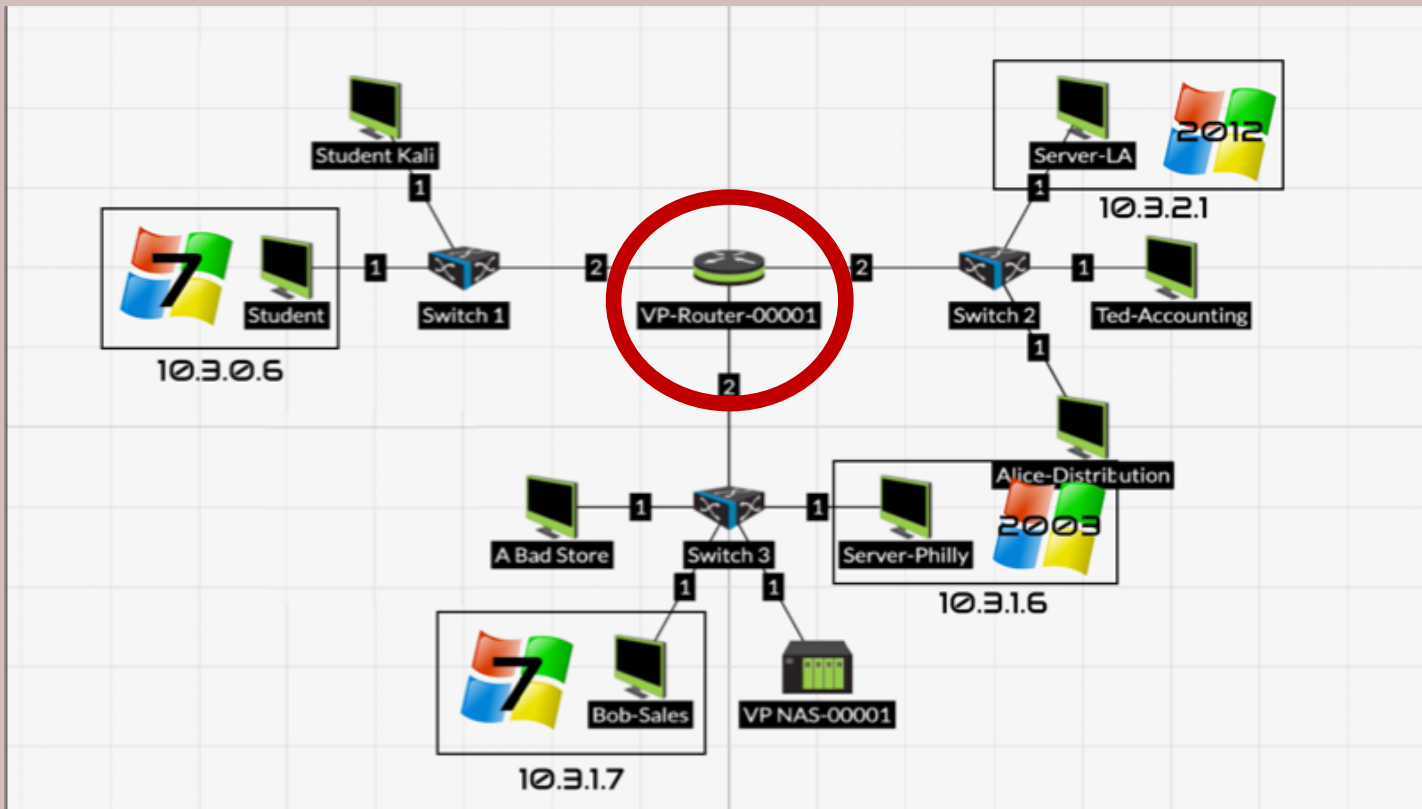 2012
Student Kali
Server-LA
1
1
10.3.2.1
7
Student
1
Switch 1
2
VP-Router-00001
2
Switch 2
1
Ted-Accounting
10.3.0.6
1
2
Alice-Distribution
A Bad Store
1
Switch 3
1
Server-Philly
2003
10.3.1.6
1
1
7
Bob-Sales
VP NAS-00001
10.3.1.7